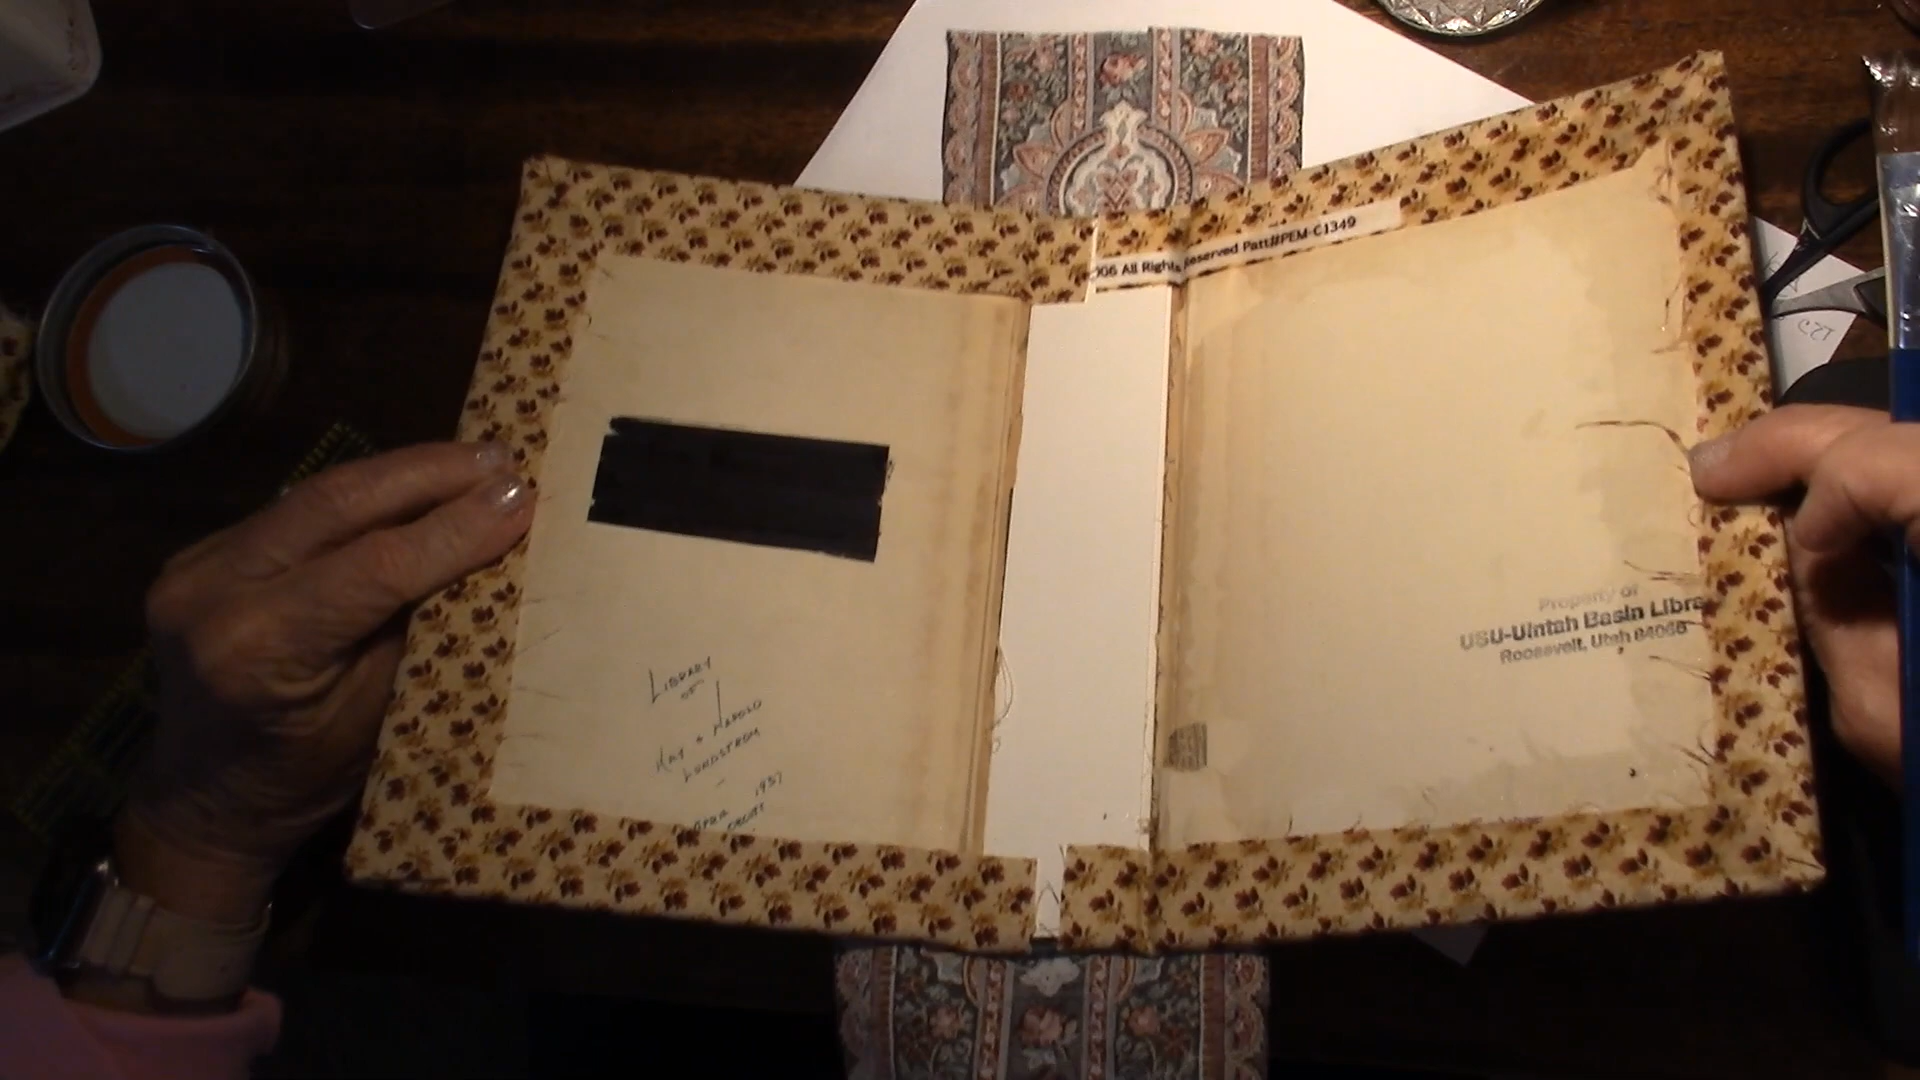 006 All Rights Reserved Patt#PEM-C1349
LIBRARY
OF
KAY + HAROLD
LUNDSTROM
-
1937
Property of
USU-Uintah Basin Libra
Roosevelt, Utah 84066